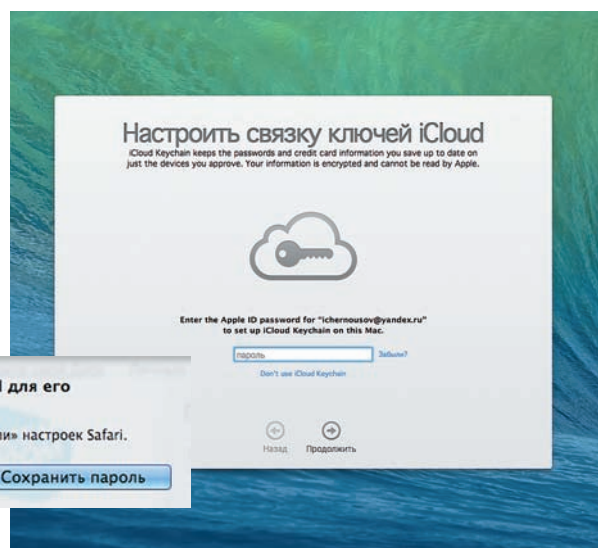 Настроить связку ключей iCloud
iCloud Keychain keeps the passwords and credit card information you save up to date on
just the devices you approve. Your information is encrypted and cannot be read by Apple.
Enter the Apple ID password for "ichernousov@yandex.ru"
to set up iCloud Keychain on this Mac.
пароль Забыли?
Don't use iCloud Keychain
Назад Продолжить
для его
настроек Safari.
Сохранить пароль